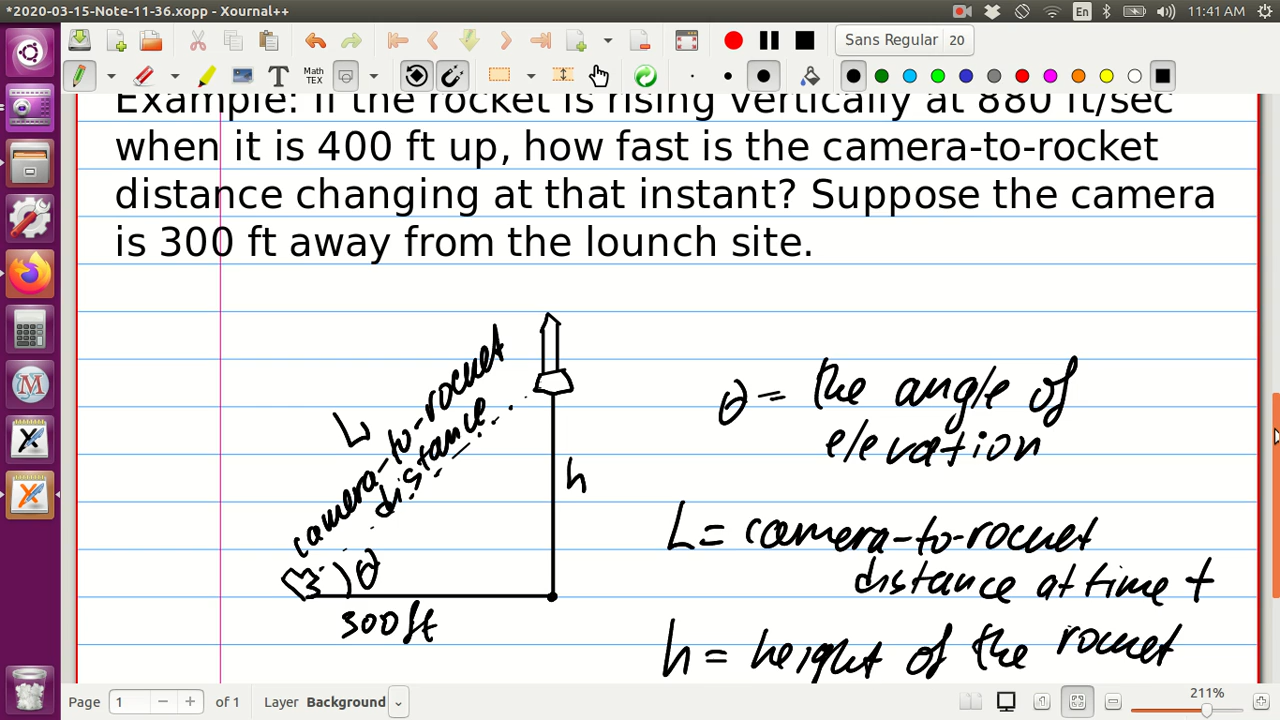 *2020-03-15-Note-11-36.xopp - Xournal++
En
11:41 AM
Sans Regular 20
Math
TEX
Example: If the rocket is rising vertically at 880 ft/sec
when it is 400 ft up, how fast is the camera-to-rocket
distance changing at that instant? Suppose the camera
is 300 ft away from the lounch site.
L
camera-to-rocket
distance
h
θ
300ft
θ = the angle of
elevation
L = camera-to-rocket
distance at time t
h = height of the rocket
Page 1 of 1 Layer Background
211%